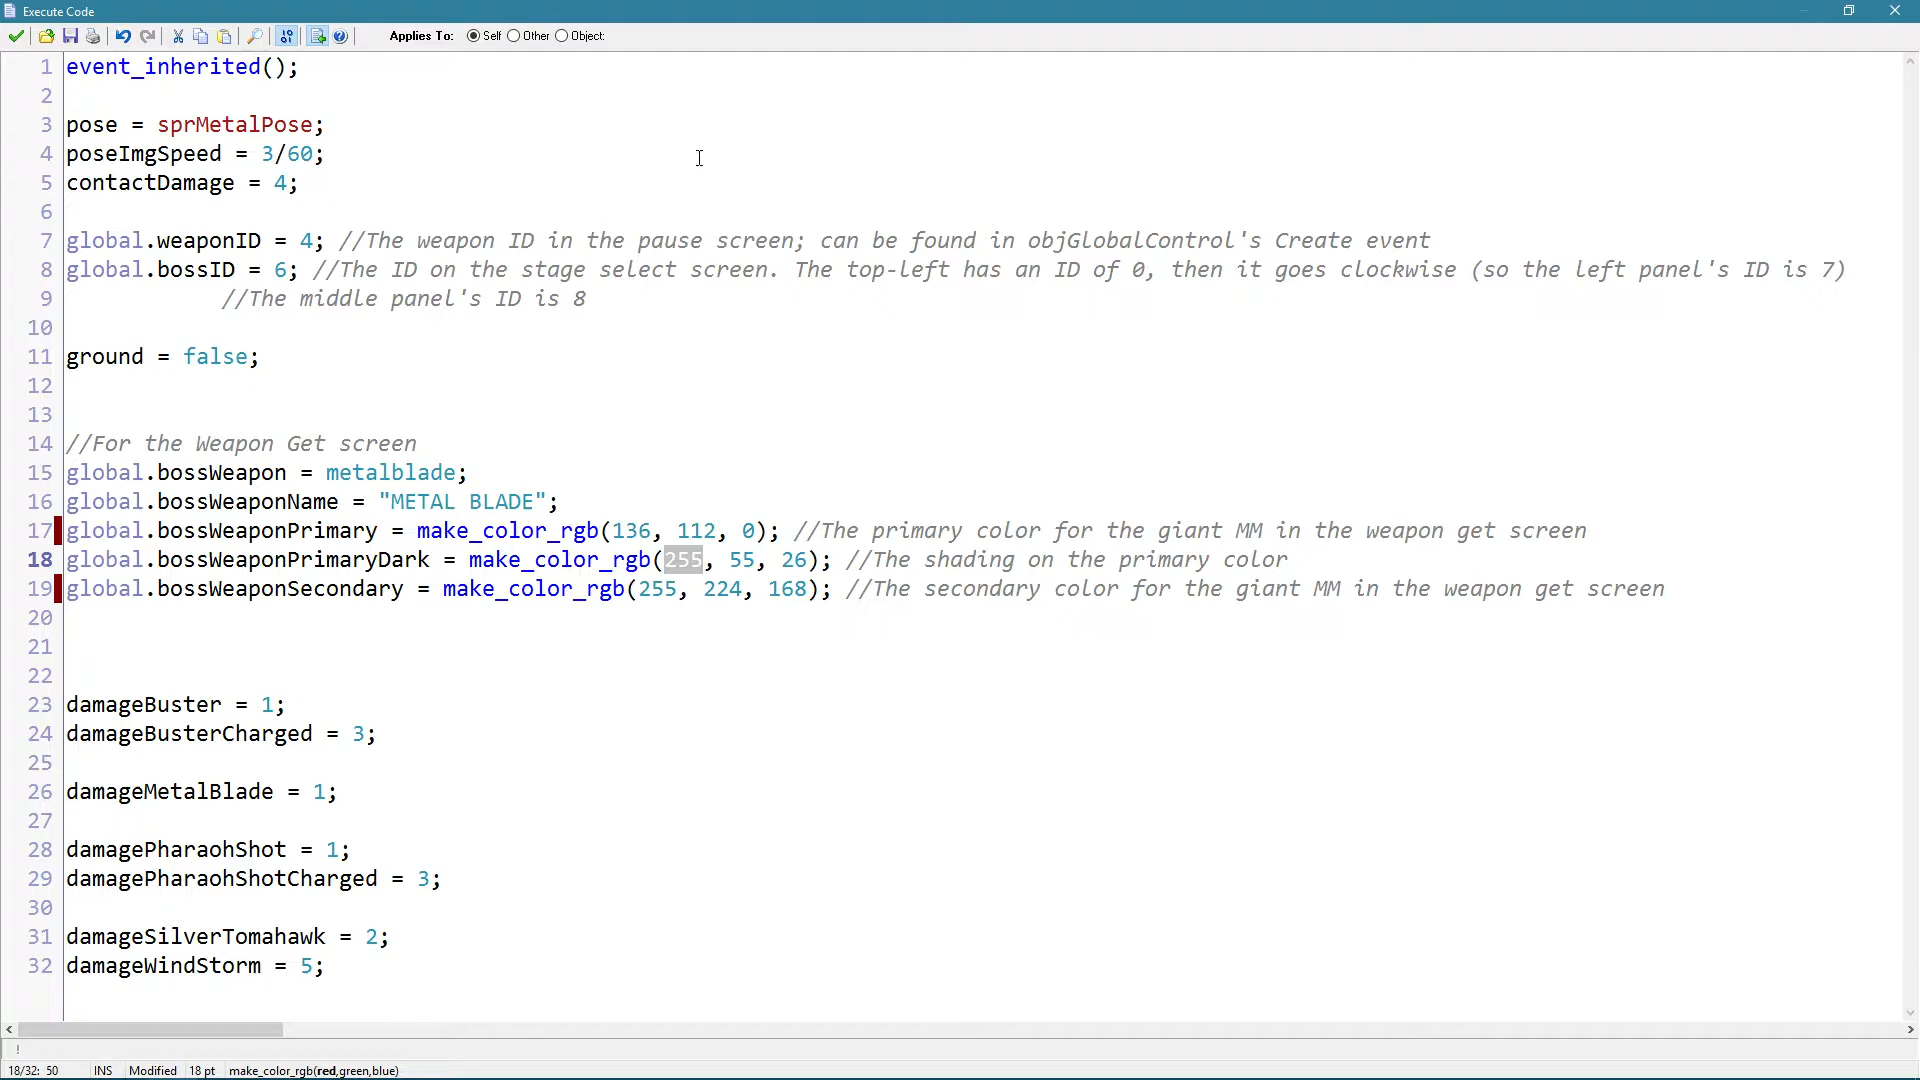 Execute Code
Applies To: Self Other Object:
1 event_inherited();
2
3 pose = sprMetalPose;
4 poseImgSpeed = 3/60;
5 contactDamage = 4;
6
7 global.weaponID = 4; //The weapon ID in the pause screen; can be found in objGlobalControl's Create event
8 global.bossID = 6; //The ID on the stage select screen. The top-left has an ID of 0, then it goes clockwise (so the left panel's ID is 7)
9 //The middle panel's ID is 8
10
11 ground = false;
12
13
14 //For the Weapon Get screen
15 global.bossWeapon = metalblade;
16 global.bossWeaponName = "METAL BLADE";
17 global.bossWeaponPrimary = make_color_rgb(136, 112, 0); //The primary color for the giant MM in the weapon get screen
18 global.bossWeaponPrimaryDark = make_color_rgb(255, 55, 26); //The shading on the primary color
19 global.bossWeaponSecondary = make_color_rgb(255, 224, 168); //The secondary color for the giant MM in the weapon get screen
20
21
22
23 damageBuster = 1;
24 damageBusterCharged = 3;
25
26 damageMetalBlade = 1;
27
28 damagePharaohShot = 1;
29 damagePharaohShotCharged = 3;
30
31 damageSilverTomahawk = 2;
32 damageWindStorm = 5;
!
18/32: 50 INS Modified 18 pt make_color_rgb(red,green,blue)